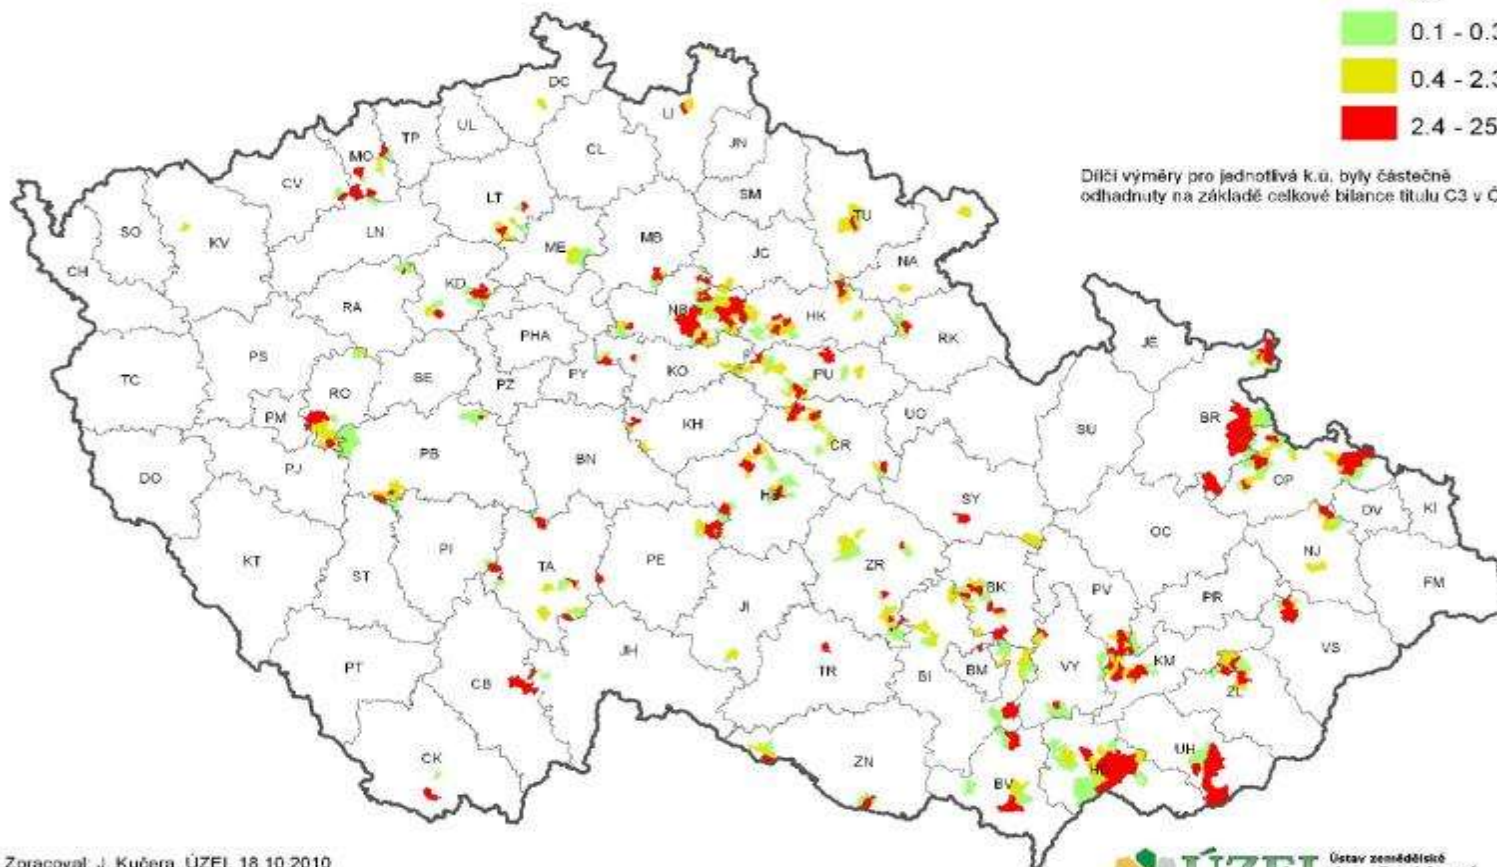 0.1 - 0.3
0.4 - 2.3
2.4 - 25
Dílčí výměry pro jednotlivá k.ú. byly částečně
odhadnuty na základě celkové bilance titulu C3 v Č
DC
LI
UL
TP
MO
CL
JN
CV
LT
SM
TU
SO
KV
LN
ME
MB
JC
NA
CH
KD
RA
NB
HK
PHA
RK
JE
PS
BE
PZ
PY
KO
PU
TC
RO
PM
KH
UO
SU
BR
CR
PB
BN
PJ
DO
HB
SY
OP
OV
KI
OC
KT
ST
PI
TA
PE
ZR
NJ
FM
JI
BK
PV
PR
VS
PT
CB
JH
TR
BI
BM
VY
KM
ZL
CK
ZN
BV
UH
Zpracoval: J. Kučera, ÚZEI, 18.10.2010
ÚZEI
Ústav zemědělské